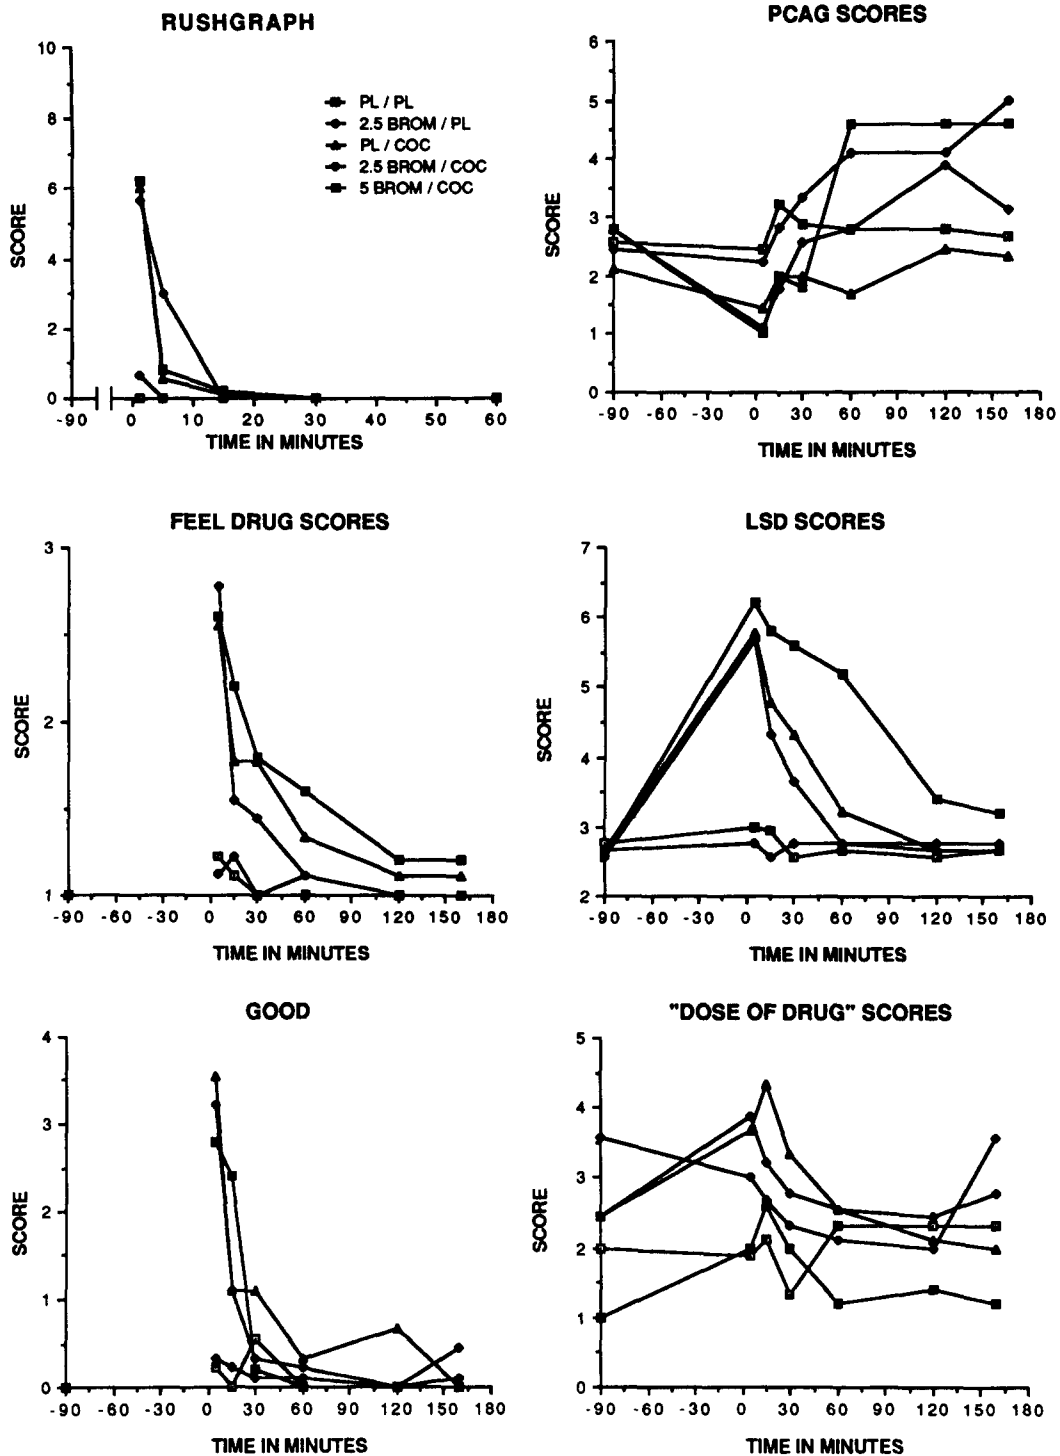 RUSHGRAPH
10
8
6
4
2
0
SCORE
-90 0 10 20 30 40 50 60
TIME IN MINUTES
PL / PL
2.5 BROM / PL
PL / COC
2.5 BROM / COC
5 BROM / COC
PCAG SCORES
6
5
4
3
2
1
0
SCORE
-90 -60 -30 0 30 60 90 120 150 180
TIME IN MINUTES
FEEL DRUG SCORES
3
2
1
SCORE
-90 -60 -30 0 30 60 90 120 150 180
TIME IN MINUTES
LSD SCORES
7
6
5
4
3
2
SCORE
-90 -60 -30 0 30 60 90 120 150 180
TIME IN MINUTES
GOOD
4
3
2
1
0
SCORE
-90 -60 -30 0 30 60 90 120 150 180
TIME IN MINUTES
"DOSE OF DRUG" SCORES
5
4
3
2
1
0
SCORE
-90 -60 -30 0 30 60 90 120 150 180
TIME IN MINUTES